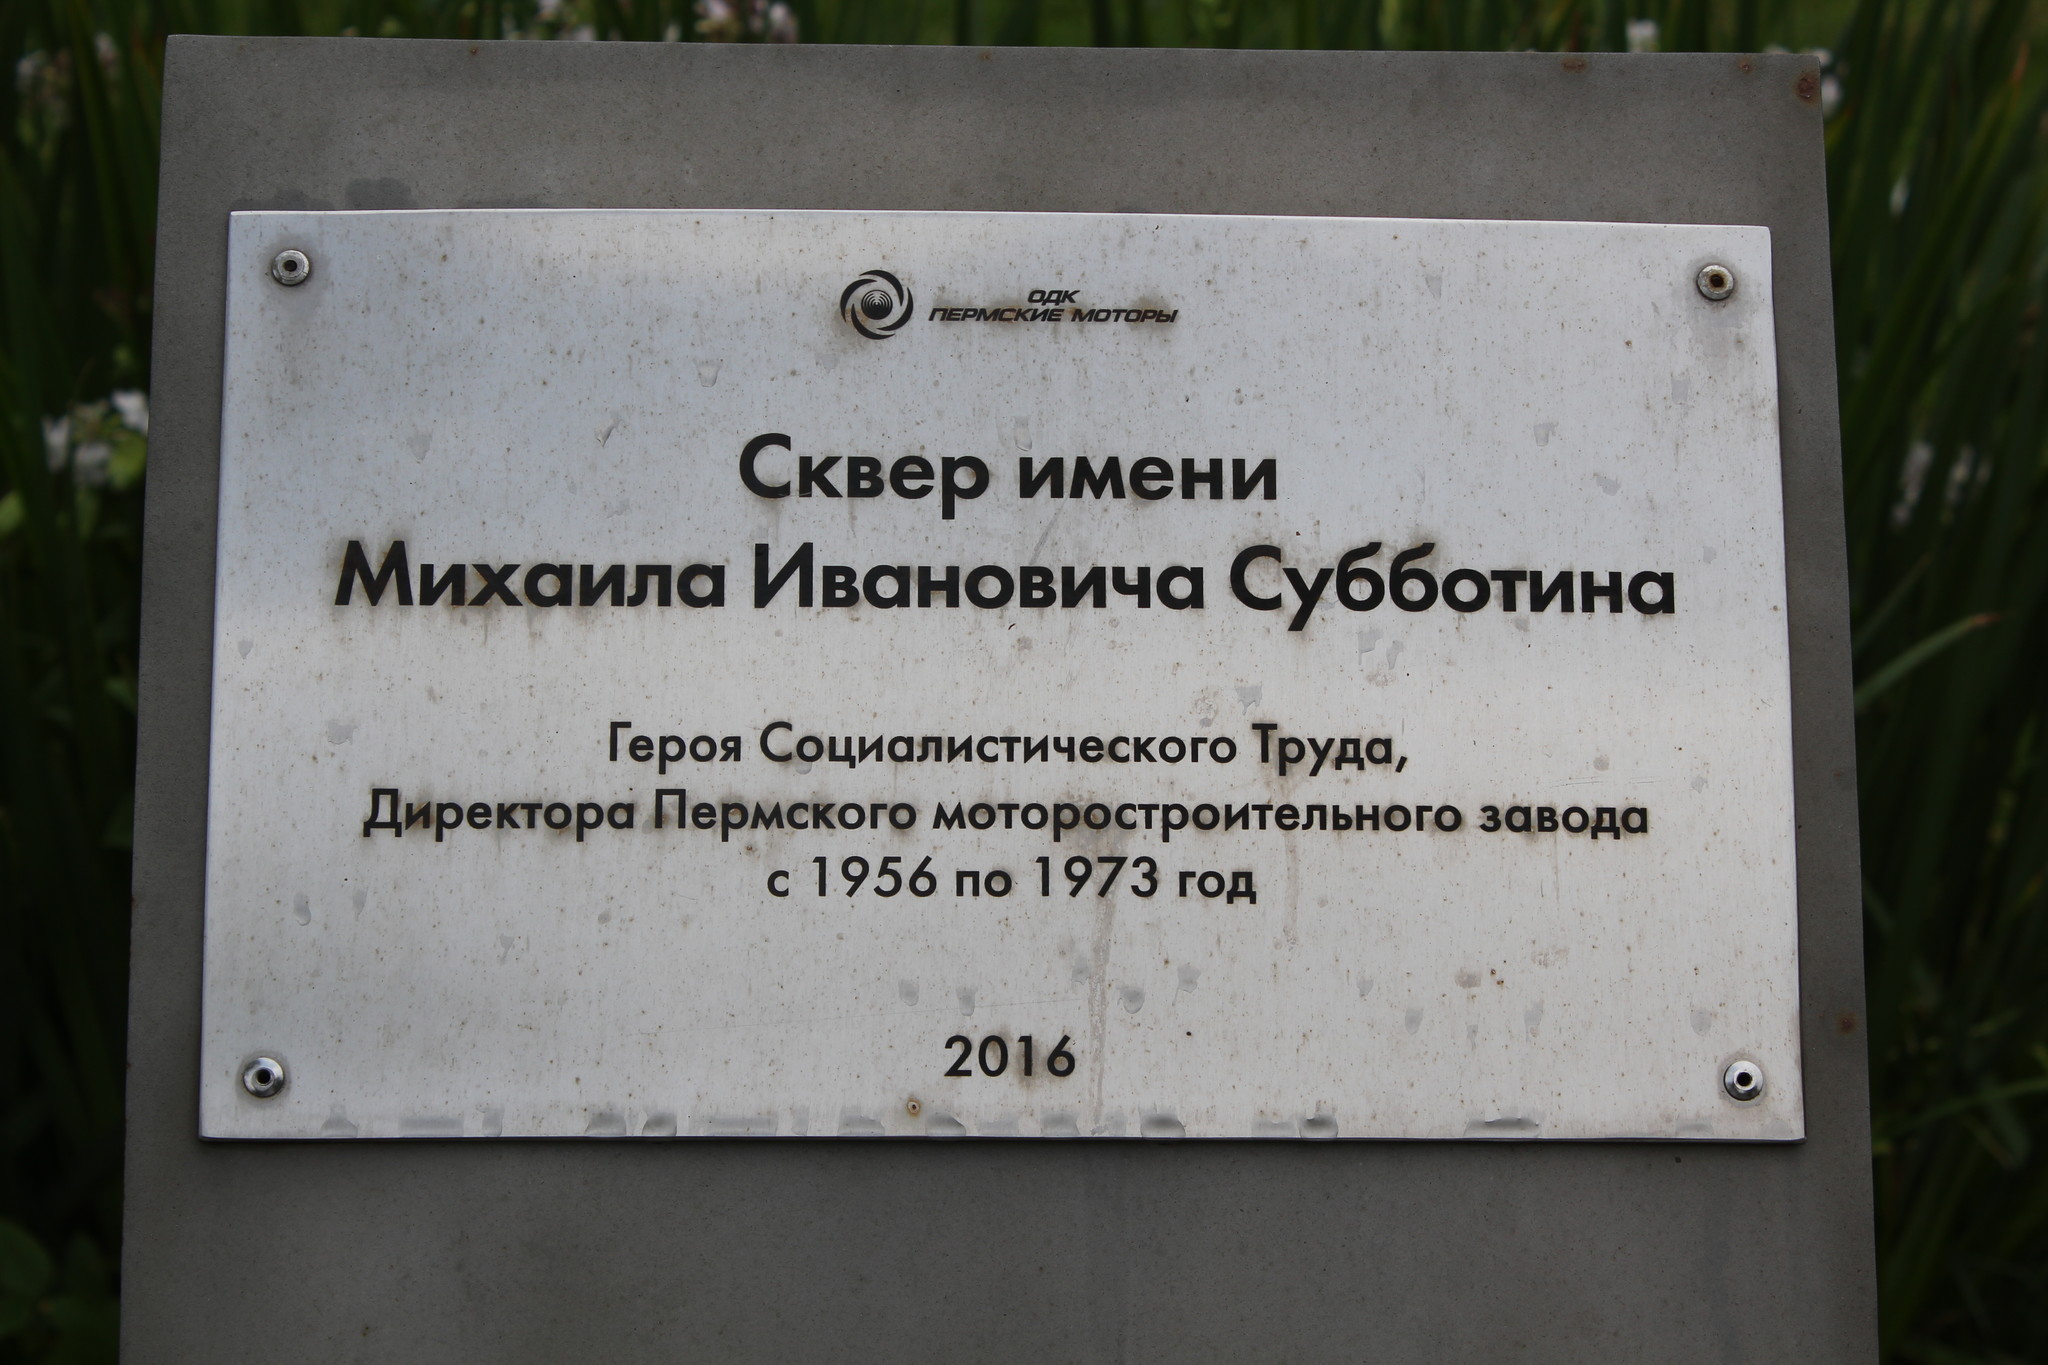 ОДК
ПЕРМСКИЕ МОТОРЫ
Сквер имени
Михаила Ивановича Субботина
Героя Социалистического Труда,
Директора Пермского моторостроительного завода
с 1956 по 1973 год
2016